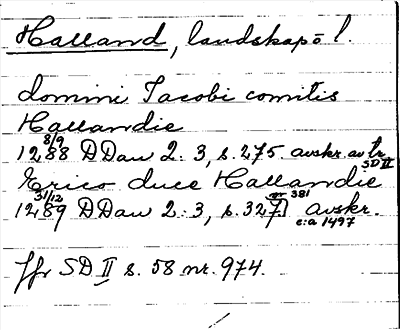 Halland, landskap ō l.
domini Jacobi comitis
Hallandie
8/9
1288 DDan 2:3, s. 275 avskr. av tr.
SD II
Erico duce Hallandie
31/12 nr 381
1289 DDan 2:3, s. 327. avskr.
c:a 1497
jfr SD II s. 58 nr. 974.